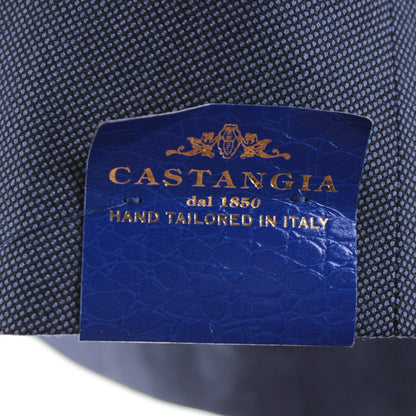 CASTANGIA
dal 1850
HAND TAILORED IN ITALY